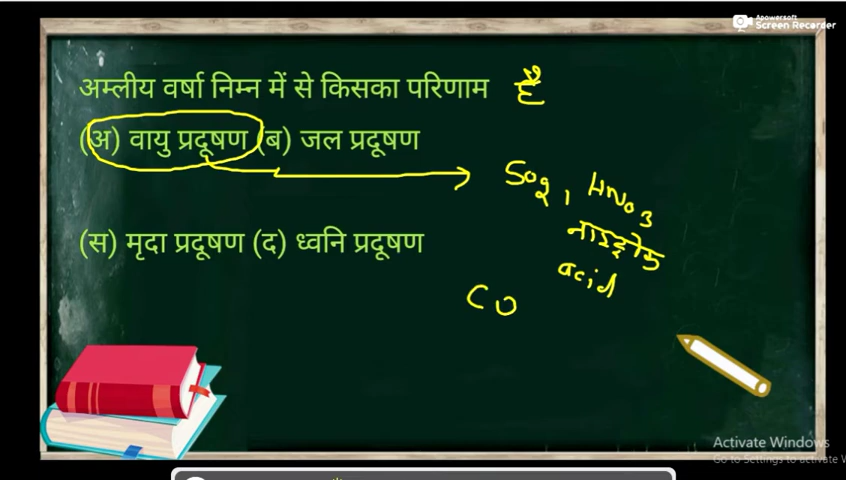 Apowersoft
Screen Recorder
अम्लीय वर्षा निम्न में से किसका परिणाम है
(अ) वायु प्रदूषण (ब) जल प्रदूषण
SO2, HNO3
नाइट्रीक
acid
(स) मृदा प्रदूषण (द) ध्वनि प्रदूषण
CO
Activate Windows
Go to Settings to activate W